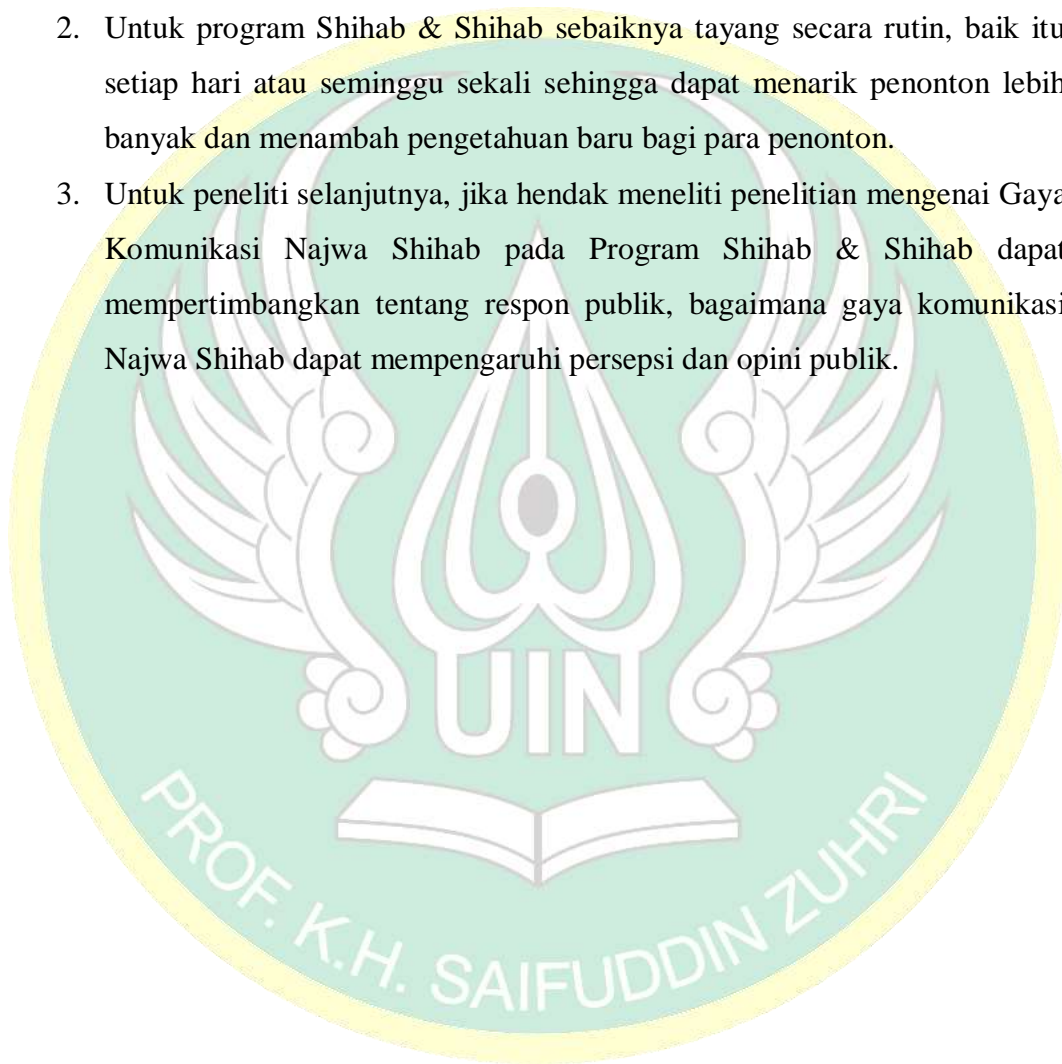 2. Untuk program Shihab & Shihab sebaiknya tayang secara rutin, baik itu
setiap hari atau seminggu sekali sehingga dapat menarik penonton lebih
banyak dan menambah pengetahuan baru bagi para penonton.
3. Untuk peneliti selanjutnya, jika hendak meneliti penelitian mengenai Gaya
Komunikasi Najwa Shihab pada Program Shihab & Shihab dapat
mempertimbangkan tentang respon publik, bagaimana gaya komunikasi
Najwa Shihab dapat mempengaruhi persepsi dan opini publik.
UIN
PROF. K.H. SAIFUDDIN ZUHRI